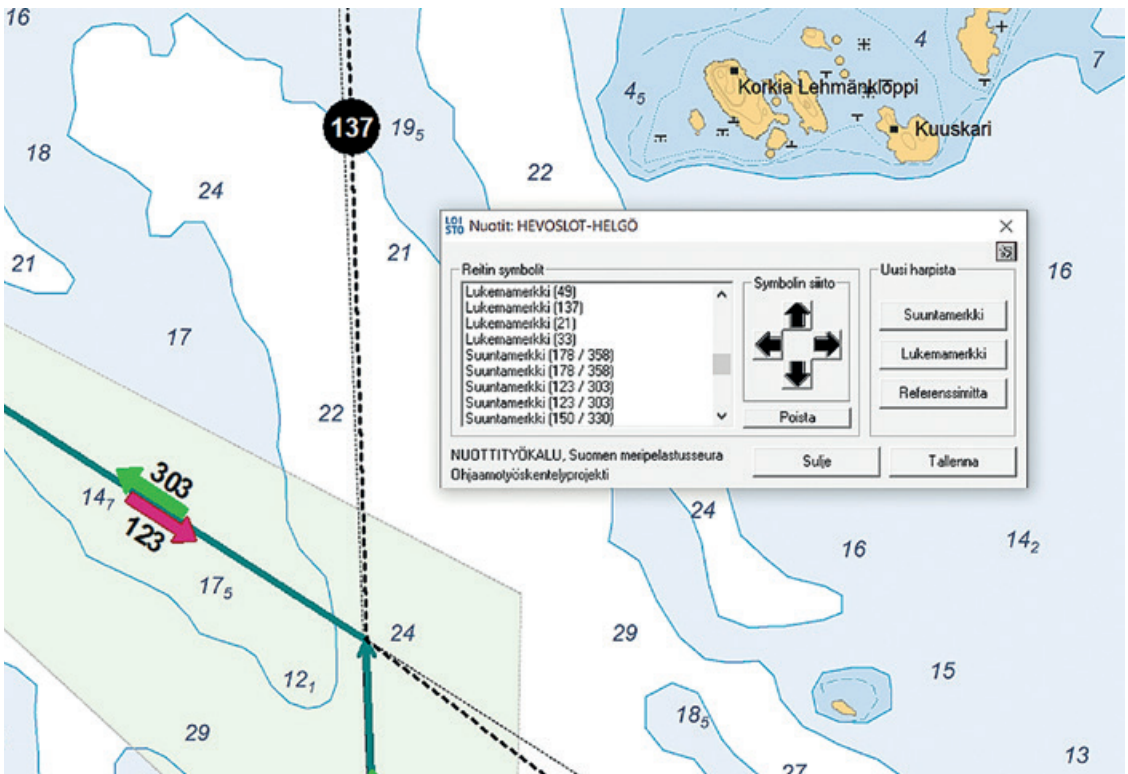 16
4
7
4₅
Korkia Lehmänkloppi
Kuuskari
137
19₅
18
24
22
21
21
16
17
22
LOISTO
Nuotit: HEVOSLOT-HELGÖ
Reitin symbolit
Lukemamerkki (49)
Lukemamerkki (137)
Lukemamerkki (21)
Lukemamerkki (33)
Suuntamerkki (178 / 358)
Suuntamerkki (178 / 358)
Suuntamerkki (123 / 303)
Suuntamerkki (123 / 303)
Suuntamerkki (150 / 330)
Symbolin siirto
Poista
Uusi harpista
Suuntamerkki
Lukemamerkki
Referenssimitta
NUOTTITYÖKALU, Suomen meripelastusseura
Ohjaamotyöskentelyprojekti
Sulje
Tallenna
303
123
14₇
17₅
24
16
14₂
24
29
12₁
15
29
18₅
13
27